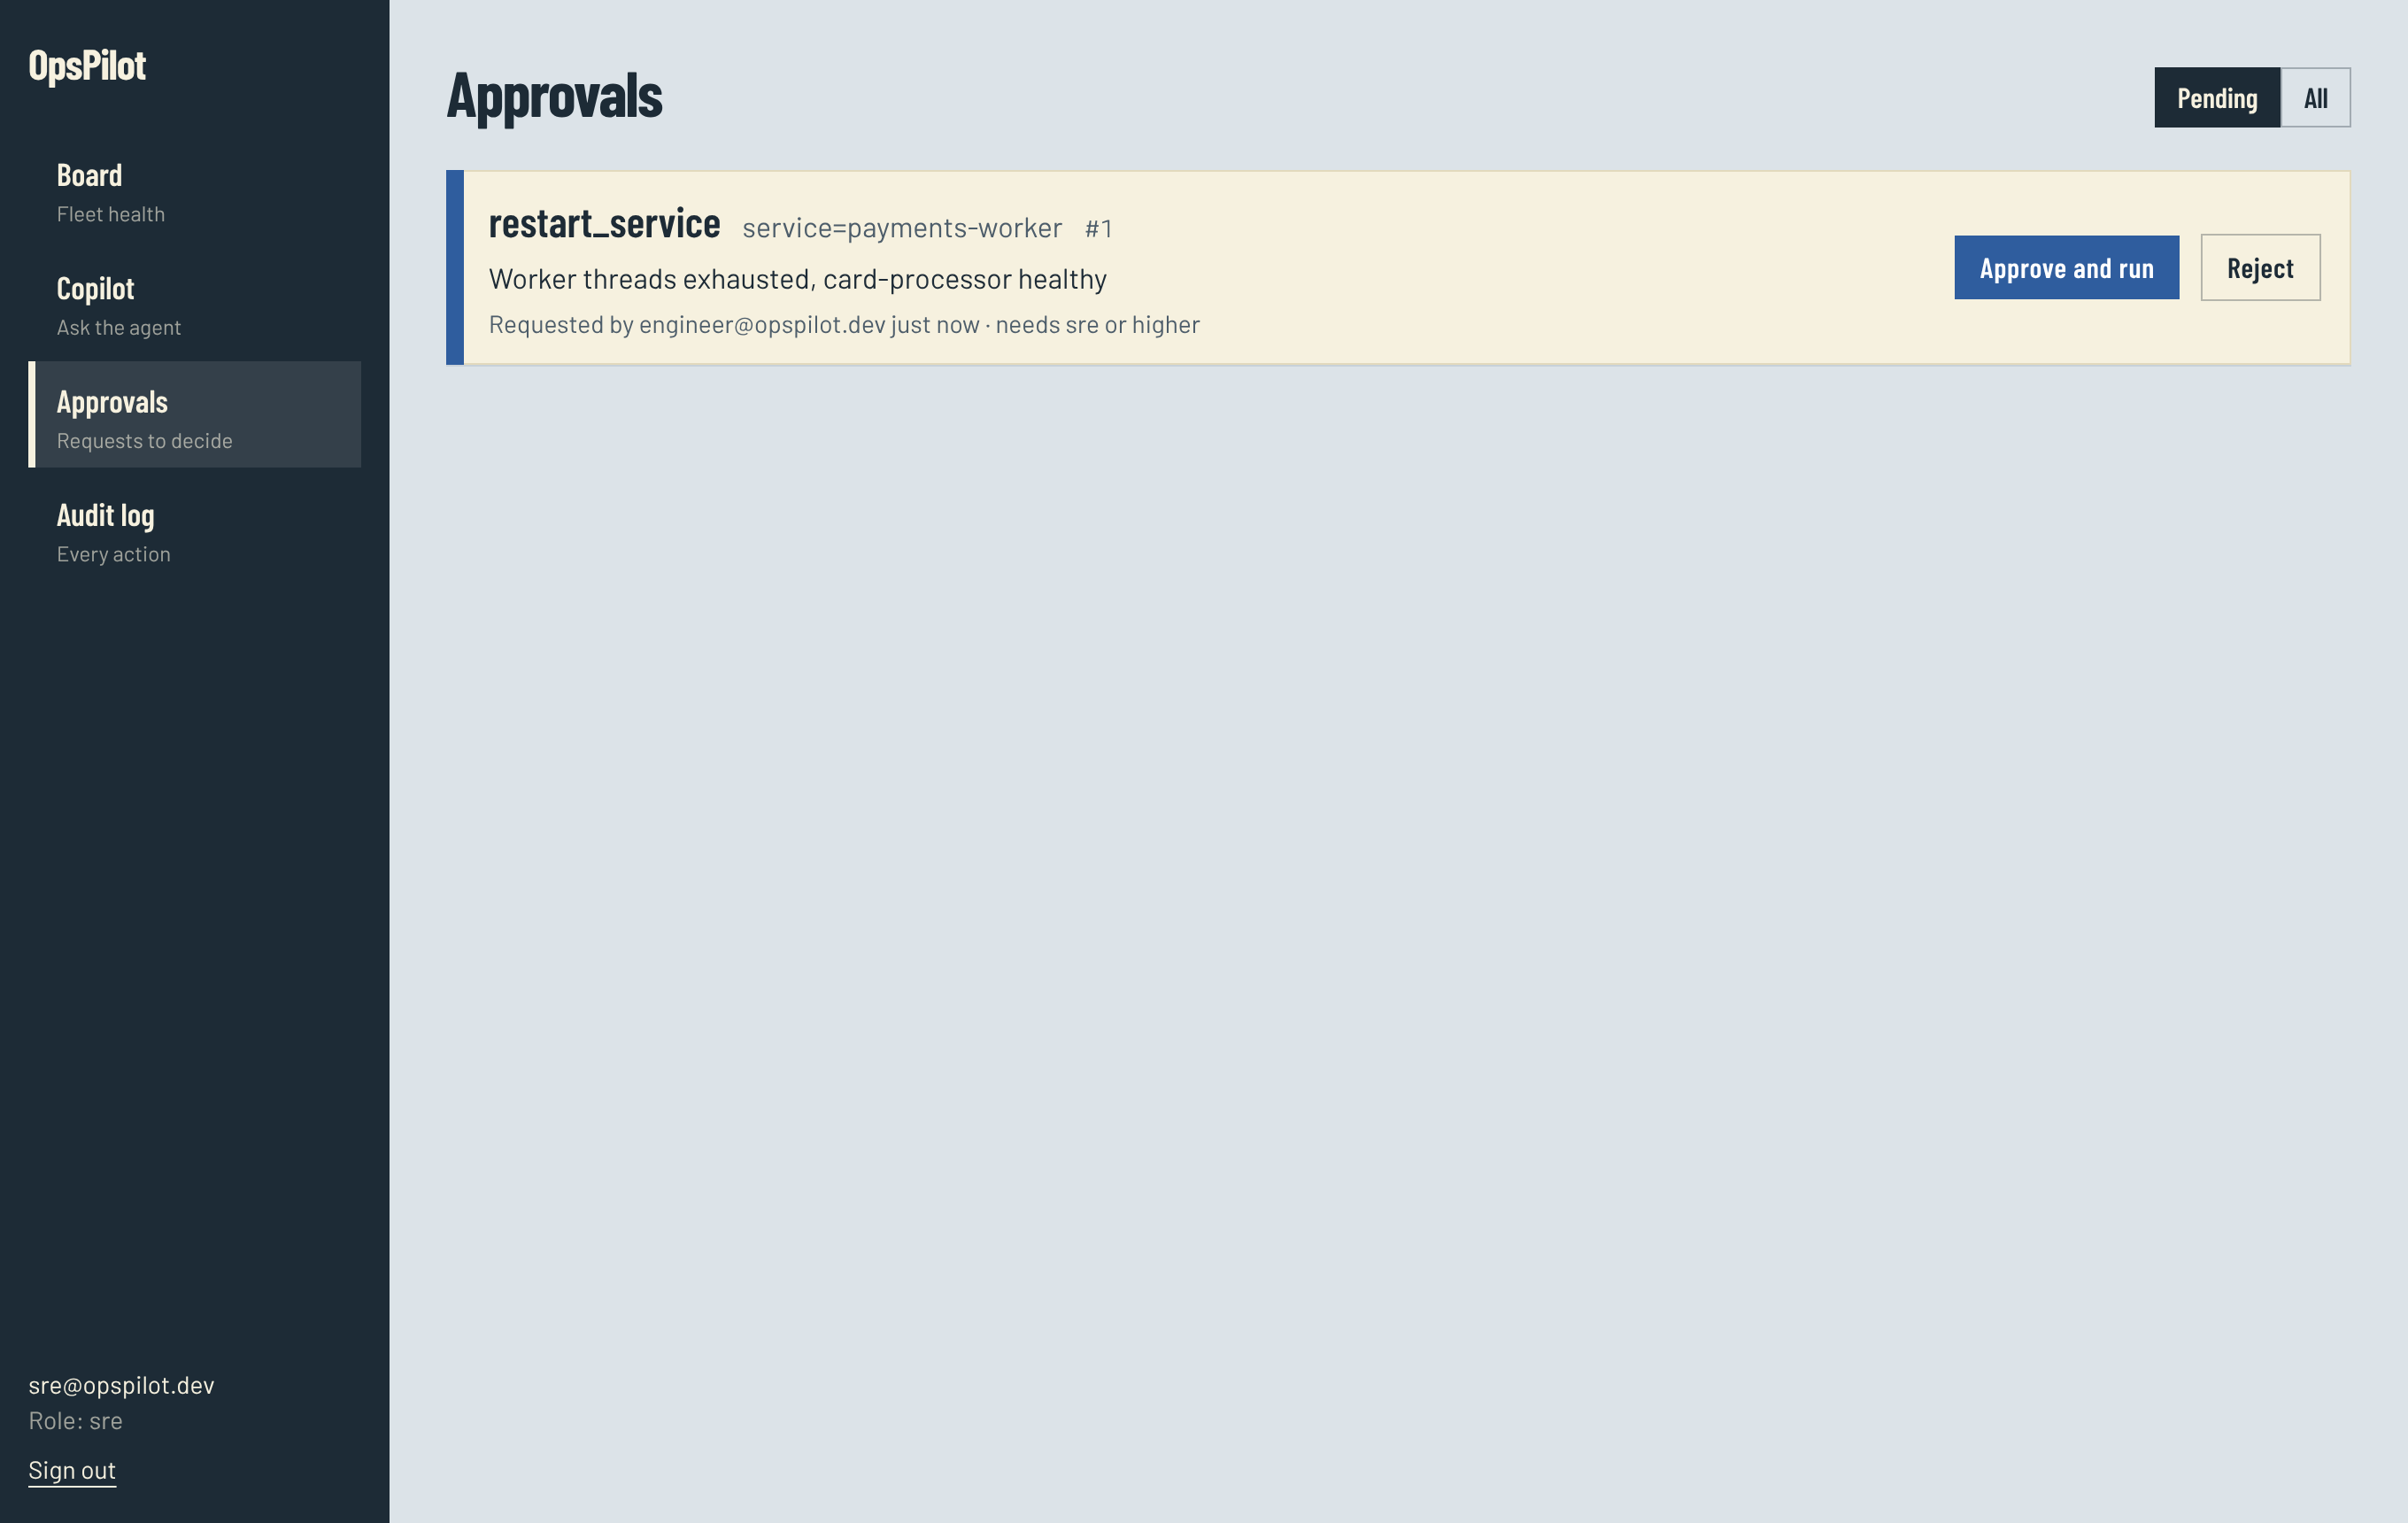 OpsPilot
Board
Fleet health
Copilot
Ask the agent
Approvals
Requests to decide
Audit log
Every action
sre@opspilot.dev
Role: sre
Sign out
Approvals
Pending All
restart_service service=payments-worker #1
Worker threads exhausted, card-processor healthy
Requested by engineer@opspilot.dev just now · needs sre or higher
Approve and run Reject